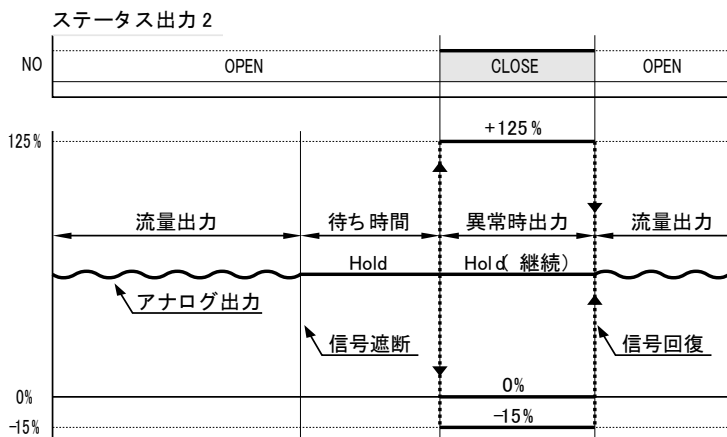 ステータス出力2
NO
OPEN
CLOSE
OPEN
125%
+125%
流量出力
待ち時間
異常時出力
流量出力
Hold
Hold(継続)
アナログ出力
信号遮断
信号回復
0%
0%
-15%
-15%